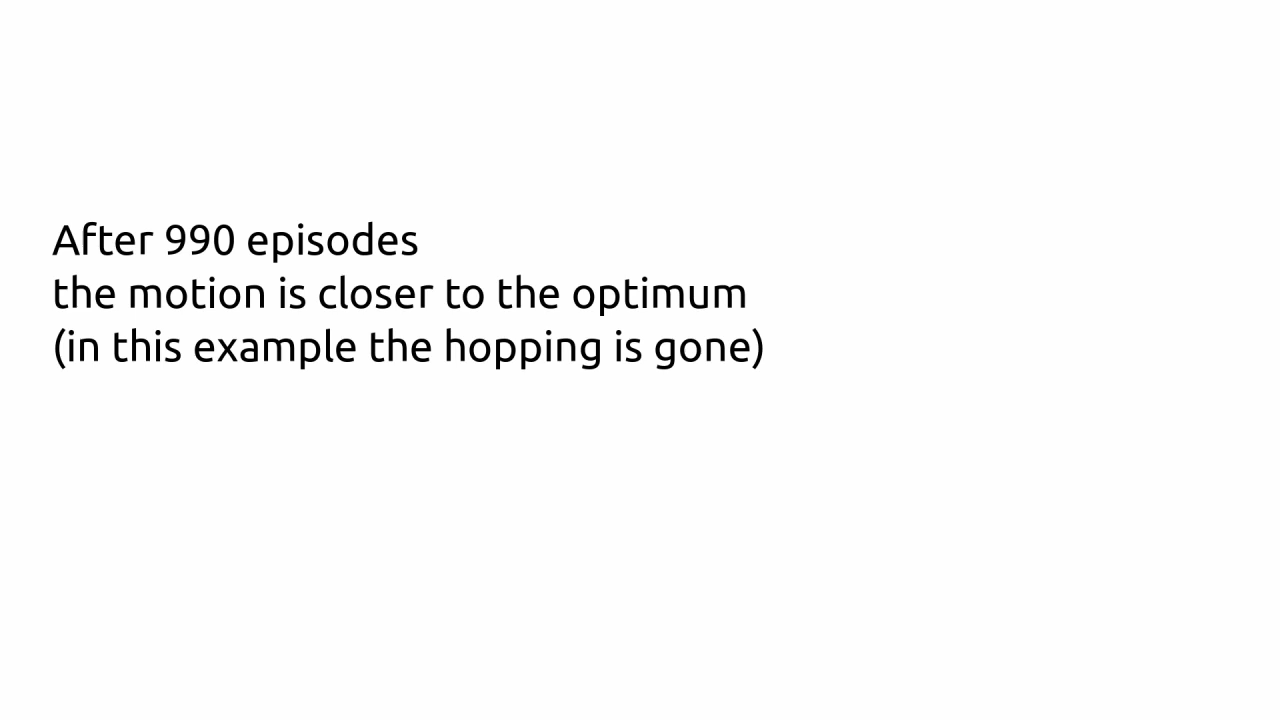 After 990 episodes
the motion is closer to the optimum
(in this example the hopping is gone)